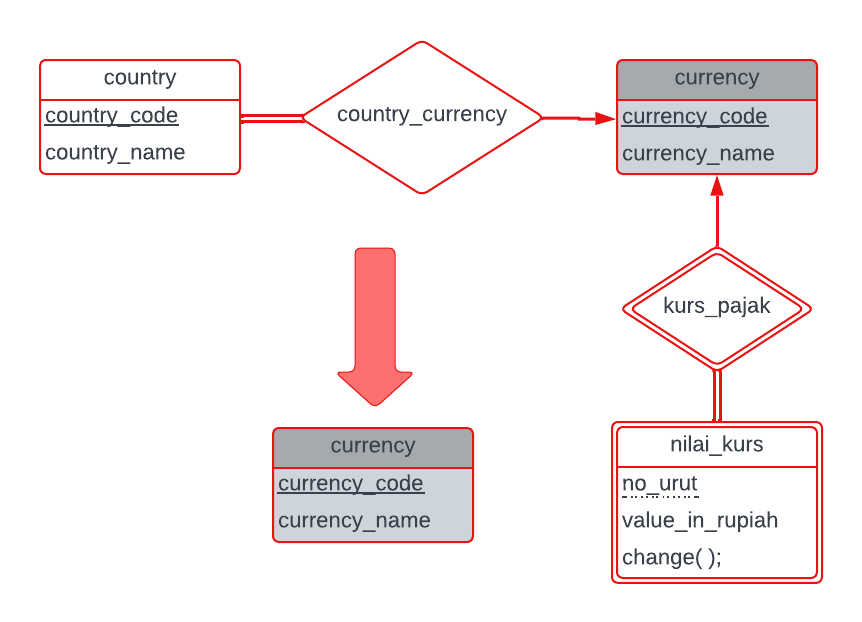 country
country_code
country_name
country_currency
currency
currency_code
currency_name
kurs_pajak
currency
currency_code
currency_name
nilai_kurs
no_urut
value_in_rupiah
change( );